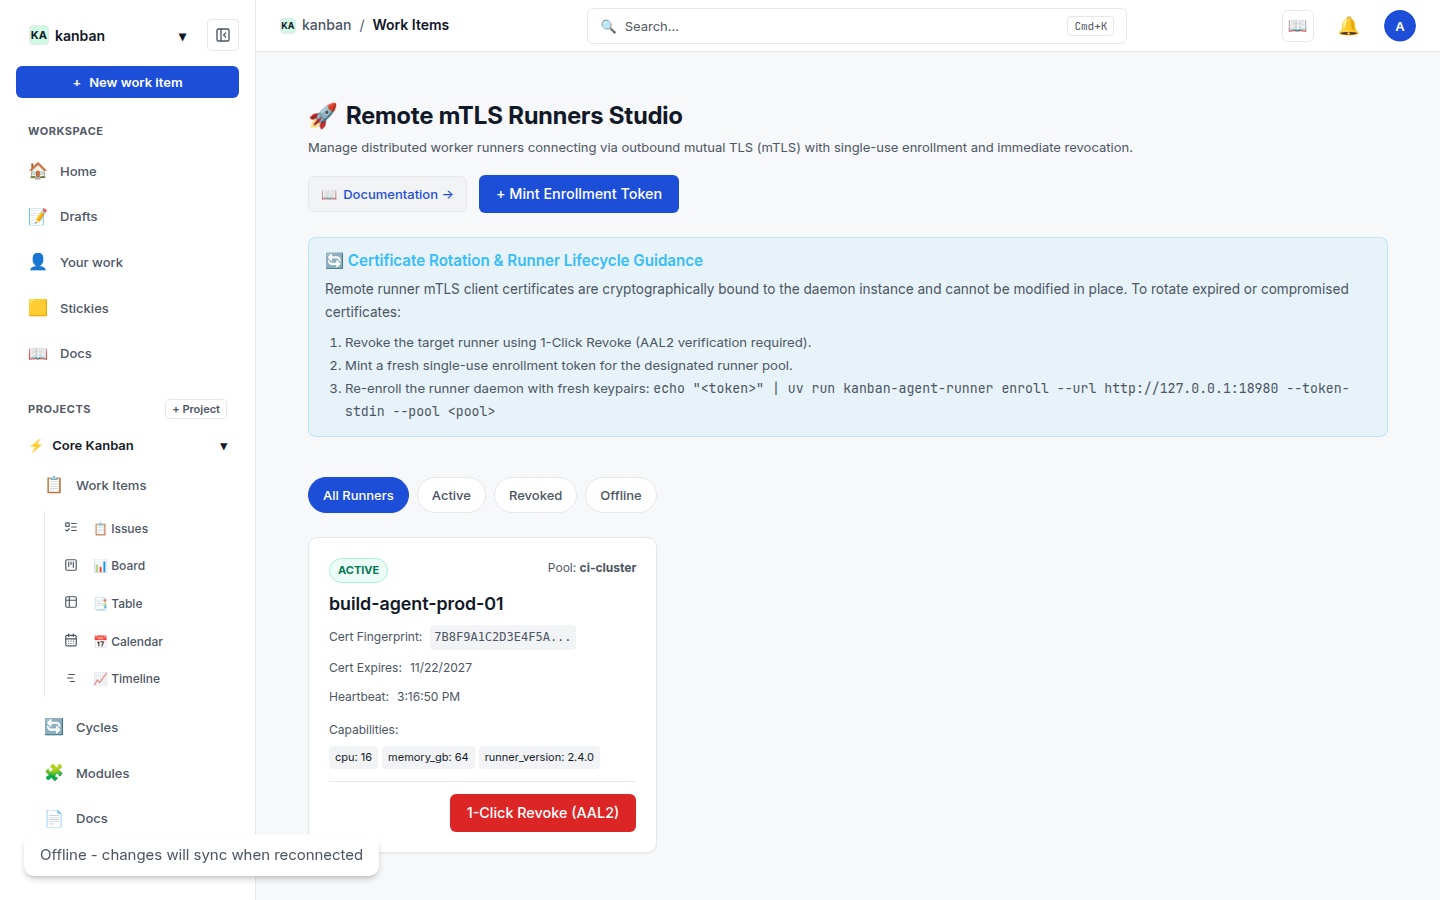 KA kanban ▼
+ New work item
WORKSPACE
🏠 Home
📝 Drafts
👤 Your work
🟨 Stickies
📖 Docs
PROJECTS + Project
⚡ Core Kanban ▼
📋 Work Items
📋 Issues
📊 Board
📑 Table
📅 Calendar
📈 Timeline
🔄 Cycles
🧩 Modules
📄 Docs
Offline - changes will sync when reconnected
KA kanban / Work Items
🔍 Search... Cmd+K
📖 🔔 A
🚀 Remote mTLS Runners Studio
Manage distributed worker runners connecting via outbound mutual TLS (mTLS) with single-use enrollment and immediate revocation.
📖 Documentation → + Mint Enrollment Token
🔄 Certificate Rotation & Runner Lifecycle Guidance
Remote runner mTLS client certificates are cryptographically bound to the daemon instance and cannot be modified in place. To rotate expired or compromised
certificates:
1. Revoke the target runner using 1-Click Revoke (AAL2 verification required).
2. Mint a fresh single-use enrollment token for the designated runner pool.
3. Re-enroll the runner daemon with fresh keypairs: echo "<token>" | uv run kanban-agent-runner enroll --url http://127.0.0.1:18980 --token-
stdin --pool <pool>
All Runners Active Revoked Offline
ACTIVE Pool: ci-cluster
build-agent-prod-01
Cert Fingerprint: 7B8F9A1C2D3E4F5A...
Cert Expires: 11/22/2027
Heartbeat: 3:16:50 PM
Capabilities:
cpu: 16 memory_gb: 64 runner_version: 2.4.0
1-Click Revoke (AAL2)